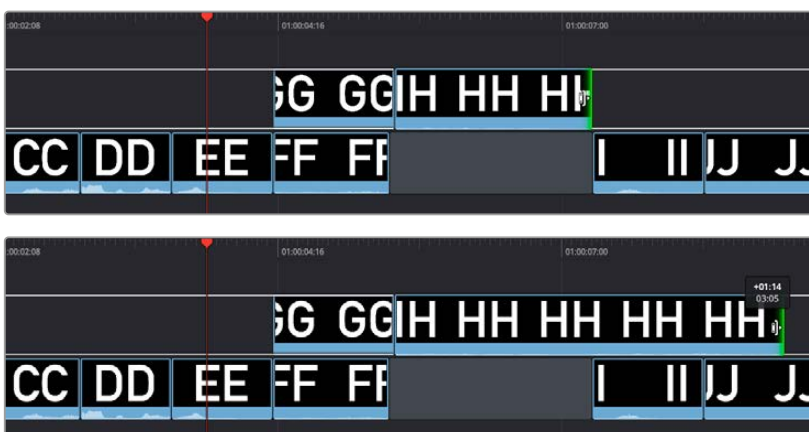 :00:02:08 01:00:04:16 01:00:07:00
GG GG HH HH HH
CC DD EE FF FF I II JJ JJ
:00:02:08 01:00:04:16 01:00:07:00
+01:14
03:05
GG GG HH HH HH HH HH
CC DD EE FF FF I II JJ JJ